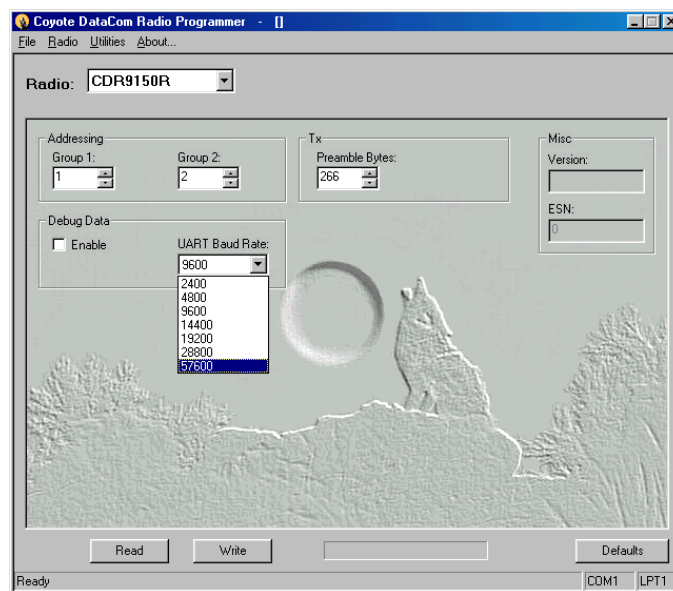 Coyote DataCom Radio Programmer - []
File Radio Utilities About...
Radio: CDR9150R
Addressing
Group 1: Group 2:
1 2
Tx
Preamble Bytes:
266
Misc
Version:
ESN:
0
Debug Data
Enable
UART Baud Rate:
9600
2400
4800
9600
14400
19200
28800
57600
Read Write Defaults
Ready COM1 LPT1